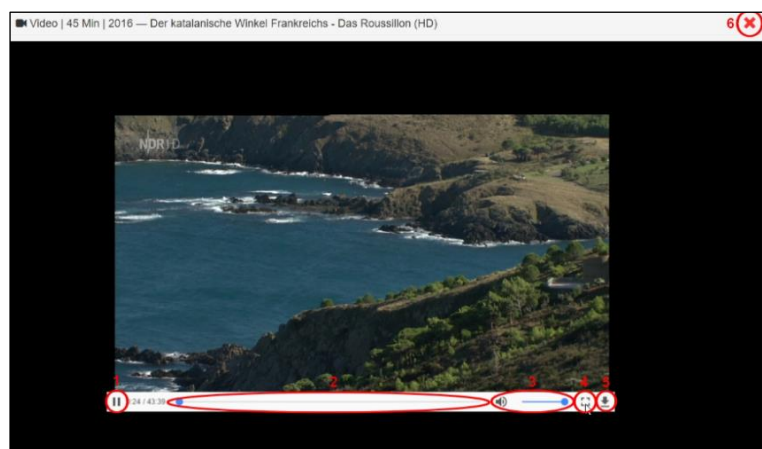 Video | 45 Min | 2016 — Der katalanische Winkel Frankreichs - Das Roussillon (HD)
6
NDR HD
1
2
3
4
5
:24 / 43:39